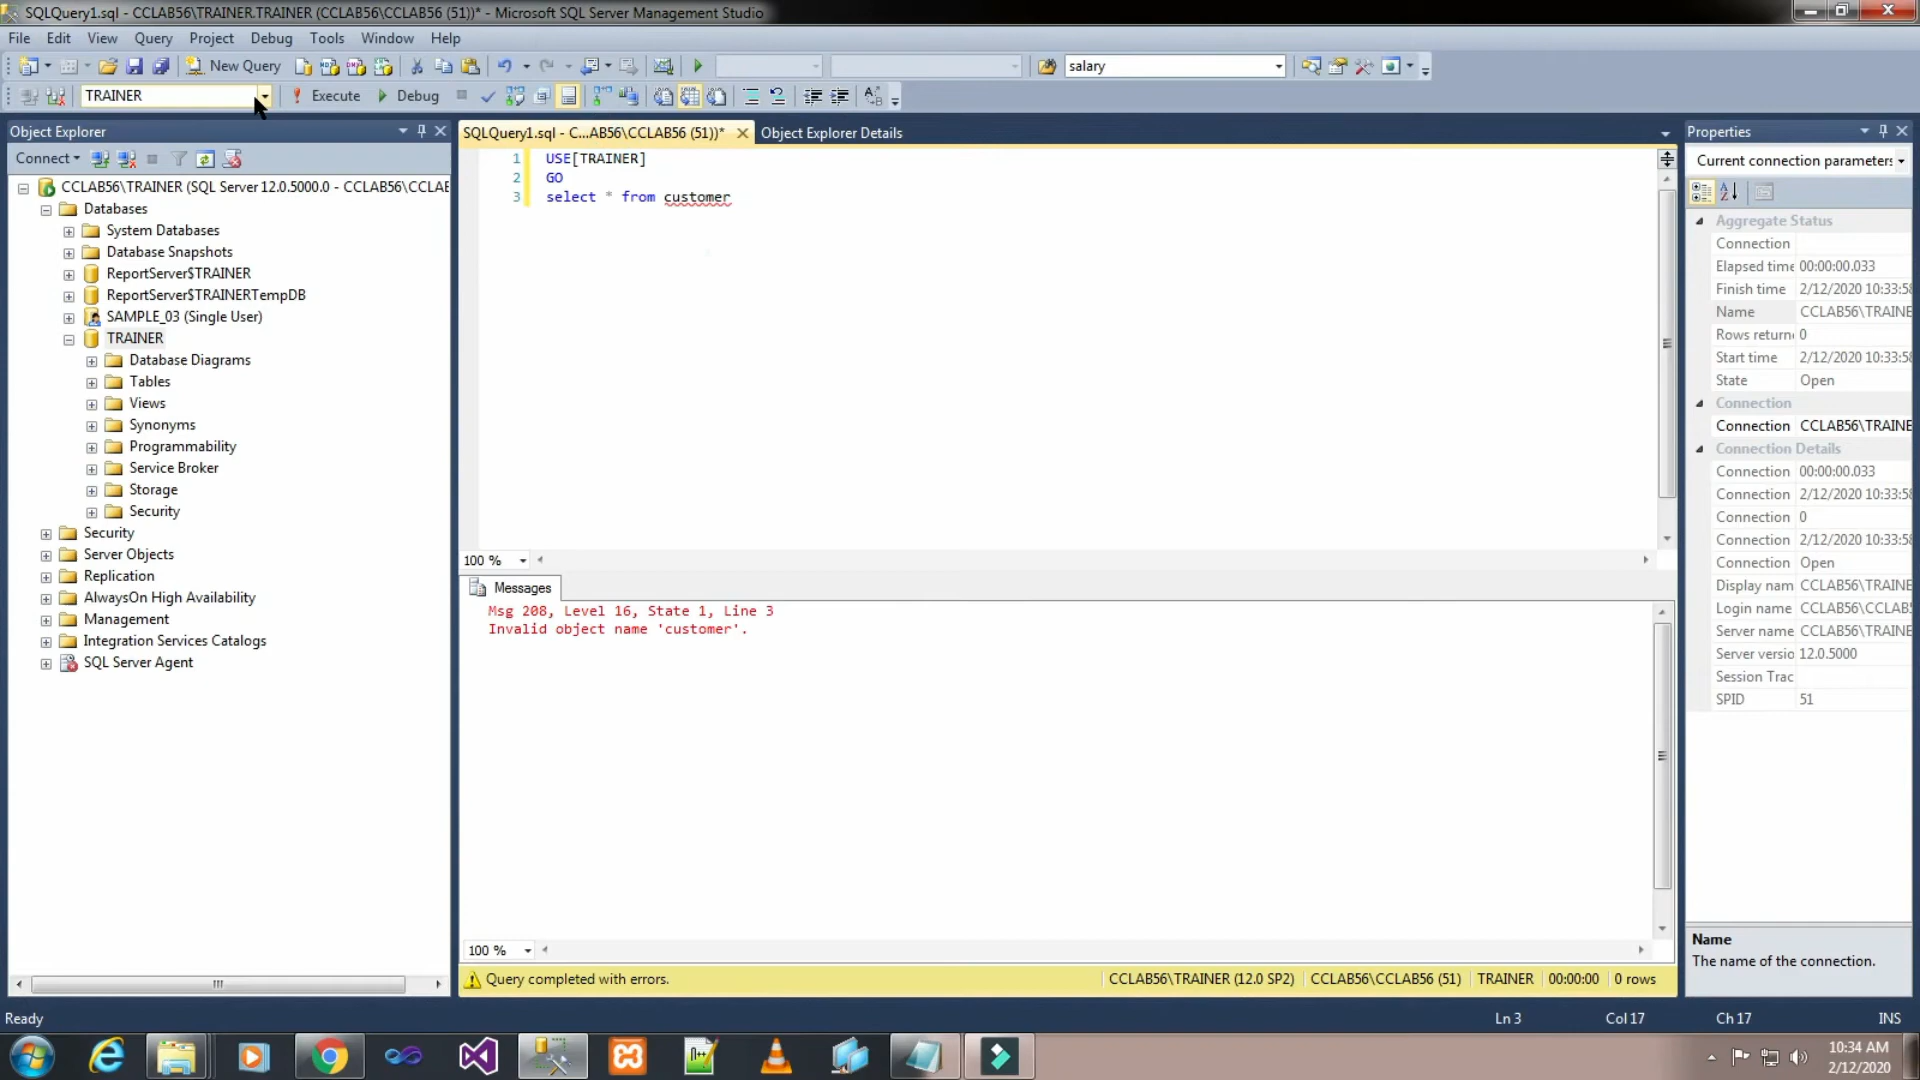 SQLQuery1.sql - CCLAB56\TRAINER.TRAINER (CCLAB56\CCLAB56 (51))* - Microsoft SQL Server Management Studio
File Edit View Query Project Debug Tools Window Help
New Query salary
TRAINER Execute Debug
Object Explorer
Connect
CCLAB56\TRAINER (SQL Server 12.0.5000.0 - CCLAB56\CCLAB
Databases
System Databases
Database Snapshots
ReportServer$TRAINER
ReportServer$TRAINERTempDB
SAMPLE_03 (Single User)
TRAINER
Database Diagrams
Tables
Views
Synonyms
Programmability
Service Broker
Storage
Security
Security
Server Objects
Replication
AlwaysOn High Availability
Management
Integration Services Catalogs
SQL Server Agent
SQLQuery1.sql - C...AB56\CCLAB56 (51))* Object Explorer Details
1 USE[TRAINER]
2 GO
3 select * from customer
100 %
Messages
Msg 208, Level 16, State 1, Line 3
Invalid object name 'customer'.
100 %
Query completed with errors. CCLAB56\TRAINER (12.0 SP2) CCLAB56\CCLAB56 (51) TRAINER 00:00:00 0 rows
Properties
Current connection parameters
Aggregate Status
Connection
Elapsed time 00:00:00.033
Finish time 2/12/2020 10:33:58
Name CCLAB56\TRAINE
Rows return 0
Start time 2/12/2020 10:33:58
State Open
Connection
Connection CCLAB56\TRAINE
Connection Details
Connection 00:00:00.033
Connection 2/12/2020 10:33:58
Connection 0
Connection 2/12/2020 10:33:58
Connection Open
Display nam CCLAB56\TRAINE
Login name CCLAB56\CCLAB5
Server name CCLAB56\TRAINE
Server versio 12.0.5000
Session Trac
SPID 51
Name
The name of the connection.
Ready Ln 3 Col 17 Ch 17 INS
10:34 AM
2/12/2020